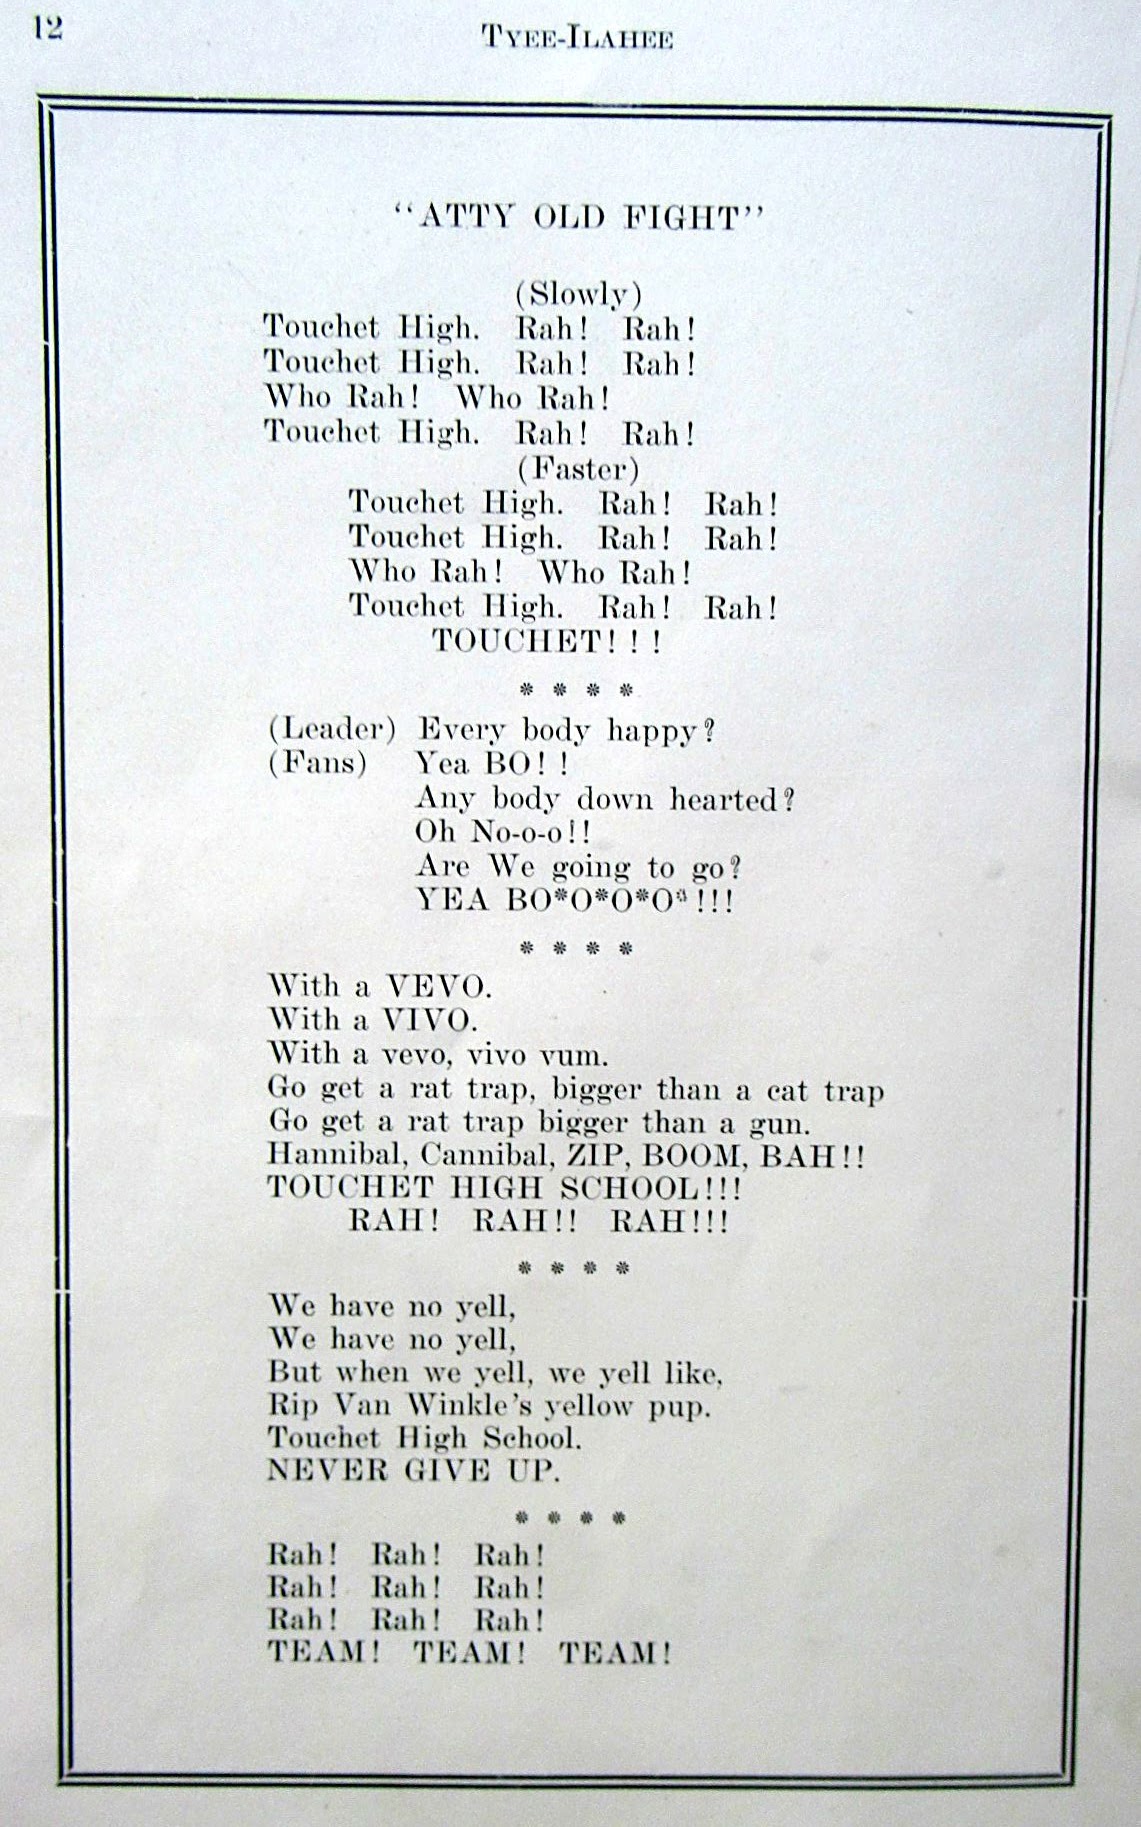 12
TYEE-ILAHEE
"ATTY OLD FIGHT"
(Slowly)
Touchet High. Rah! Rah!
Touchet High. Rah! Rah!
Who Rah! Who Rah!
Touchet High. Rah! Rah!
(Faster)
Touchet High. Rah! Rah!
Touchet High. Rah! Rah!
Who Rah! Who Rah!
Touchet High. Rah! Rah!
TOUCHET! ! !
* * * *
(Leader) Every body happy?
(Fans) Yea BO! !
Any body down hearted?
Oh No-o-o!!
Are We going to go?
YEA BO*O*O*O*!!!
* * * *
With a VEVO.
With a VIVO.
With a vevo, vivo vum.
Go get a rat trap, bigger than a cat trap
Go get a rat trap bigger than a gun.
Hannibal, Cannibal, ZIP, BOOM, BAH!!
TOUCHET HIGH SCHOOL!!!
RAH! RAH!! RAH!!!
* * * *
We have no yell,
We have no yell,
But when we yell, we yell like,
Rip Van Winkle's yellow pup.
Touchet High School.
NEVER GIVE UP.
* * * *
Rah! Rah! Rah!
Rah! Rah! Rah!
Rah! Rah! Rah!
TEAM! TEAM! TEAM!